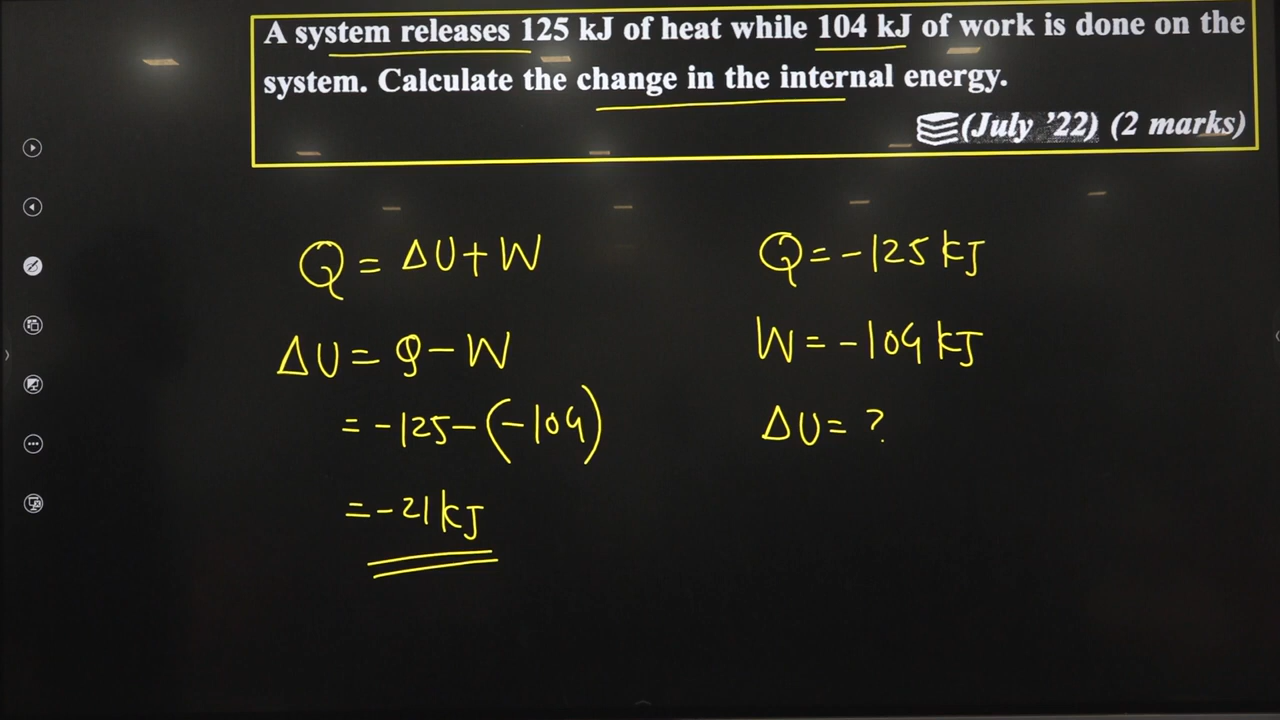 A system releases 125 kJ of heat while 104 kJ of work is done on the
system. Calculate the change in the internal energy.
(July '22) (2 marks)
Q = ΔU + W
ΔU = Q - W
= -125 - (-104)
= -21 kJ
Q = -125 kJ
W = -104 kJ
ΔU = ?